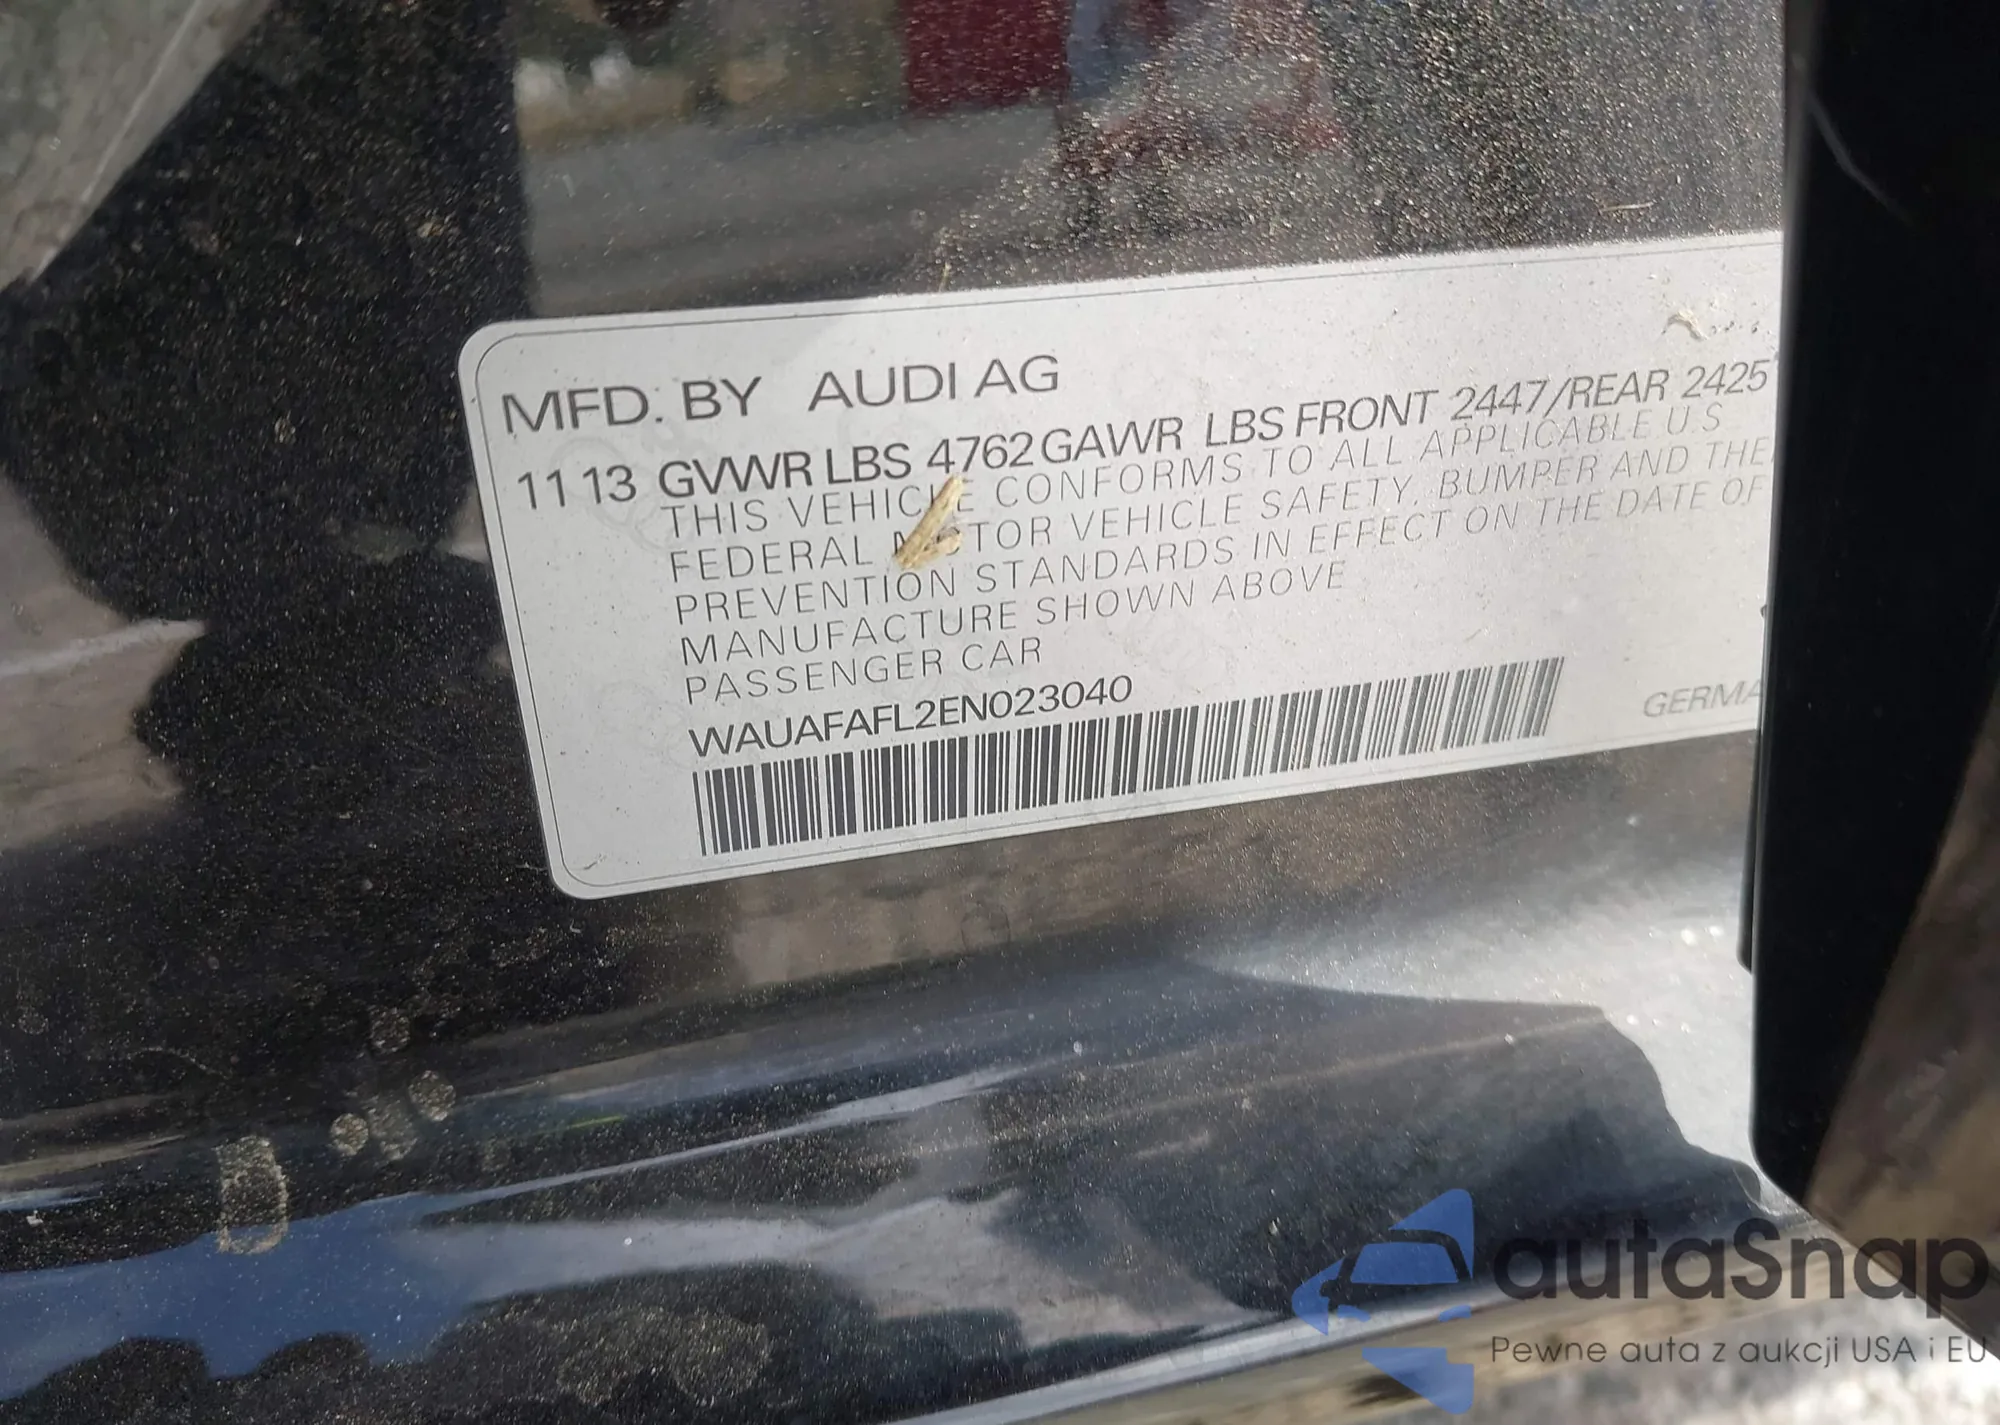 MFD. BY AUDI AG
11 13 GVWR LBS 4762 GAWR LBS FRONT 2447/REAR 2425
THIS VEHICLE CONFORMS TO ALL APPLICABLE U.S
FEDERAL MOTOR VEHICLE SAFETY. BUMPER AND THE
PREVENTION STANDARDS IN EFFECT ON THE DATE OF
MANUFACTURE SHOWN ABOVE
PASSENGER CAR
WAUAFAFL2EN023040
GERMA
autaSnap
Pewne auta z aukcji USA i EU